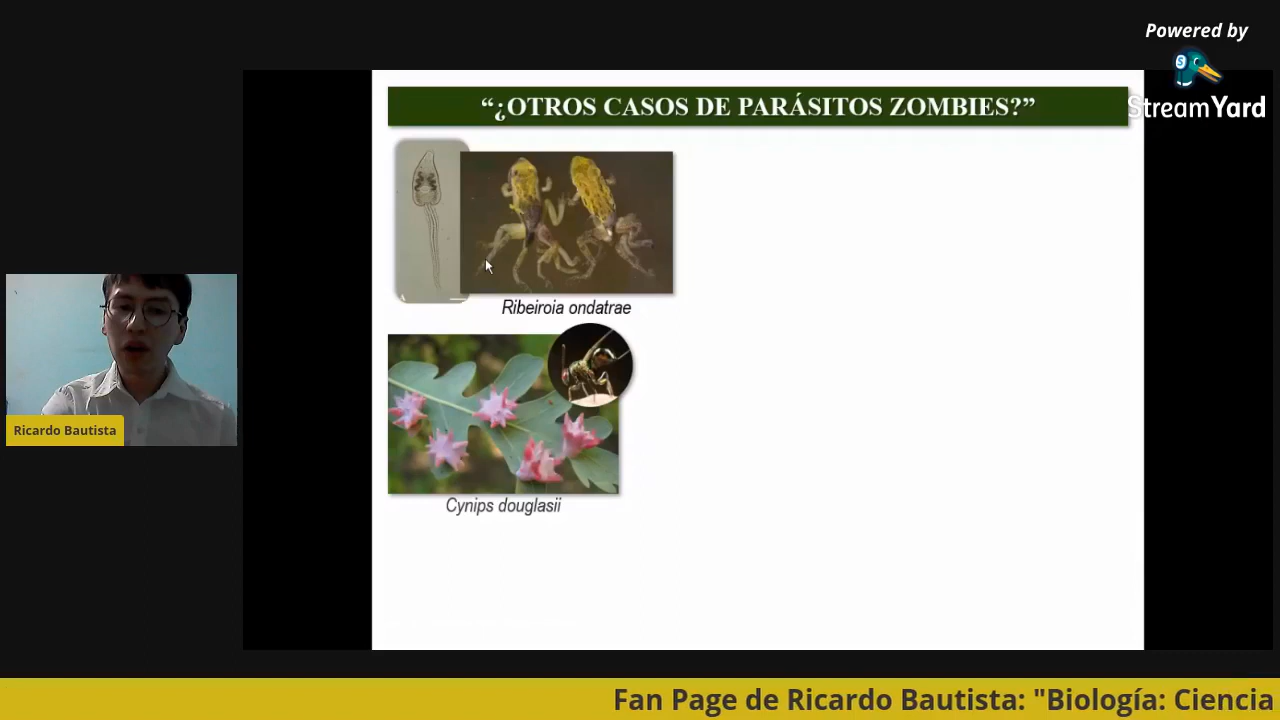 Powered by
StreamYard
“¿OTROS CASOS DE PARÁSITOS ZOMBIES?”
Ribeiroia ondatrae
Ricardo Bautista
Cynips douglasii
Fan Page de Ricardo Bautista: "Biología: Ciencia